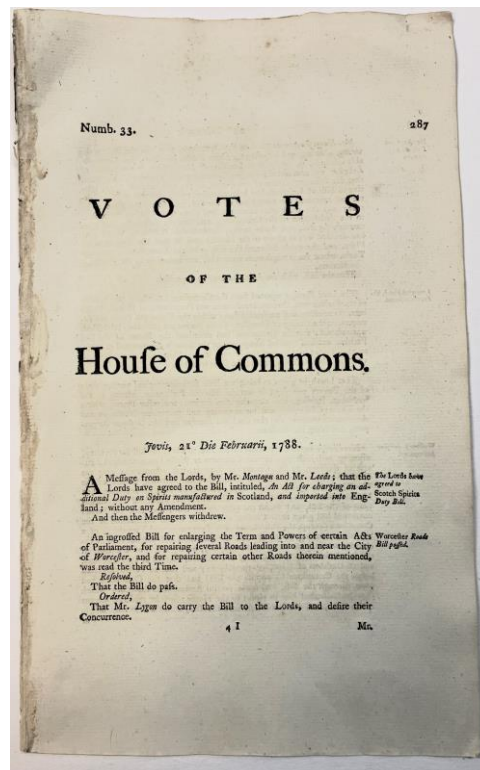 Numb. 33.
287
VOTES
OF THE
Houſe of Commons.
Jovis, 21° Die Februarii, 1788.
A Meſſage from the Lords, by Mr. Montagu and Mr. Leeds; that the
Lords have agreed to the Bill, intituled, An Act for charging an ad-
ditional Duty on Spirits manufactured in Scotland, and imported into Eng-
land; without any Amendment.
And then the Meſſengers withdrew.
The Lords have
agreed to
Scotch Spirits
Duty Bill.
An ingroſſed Bill for enlarging the Term and Powers of certain Acts
of Parliament, for repairing ſeveral Roads leading into and near the City
of Worceſter, and for repairing certain other Roads therein mentioned,
was read the third Time.
Worceſter Roads
Bill paſſed.
Reſolved,
That the Bill do paſs.
Ordered,
That Mr. Lygon do carry the Bill to the Lords, and deſire their
Concurrence.
4 I
Mr.